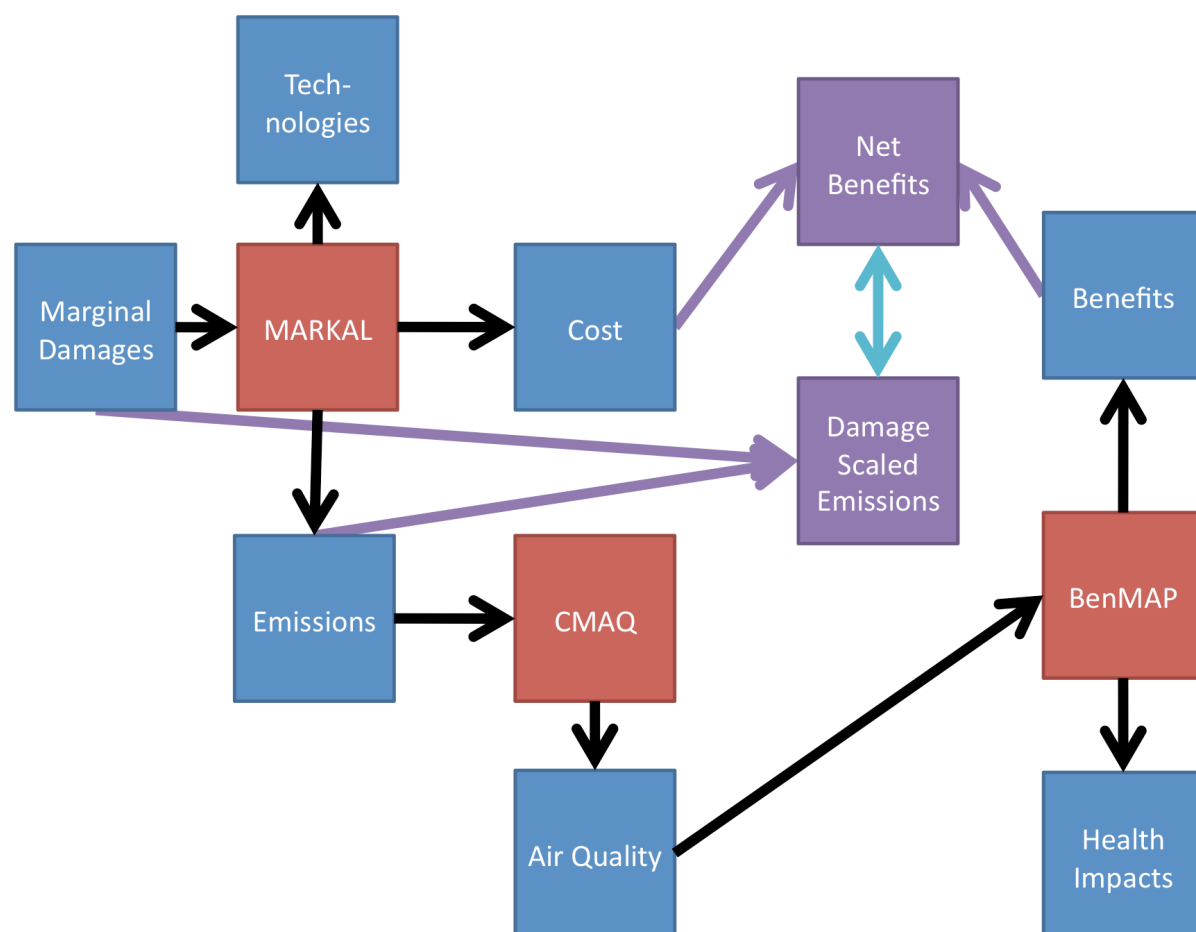 Tech-
nologies
Net
Benefits
Marginal
Damages
MARKAL
Cost
Benefits
Damage
Scaled
Emissions
Emissions
CMAQ
BenMAP
Air Quality
Health
Impacts